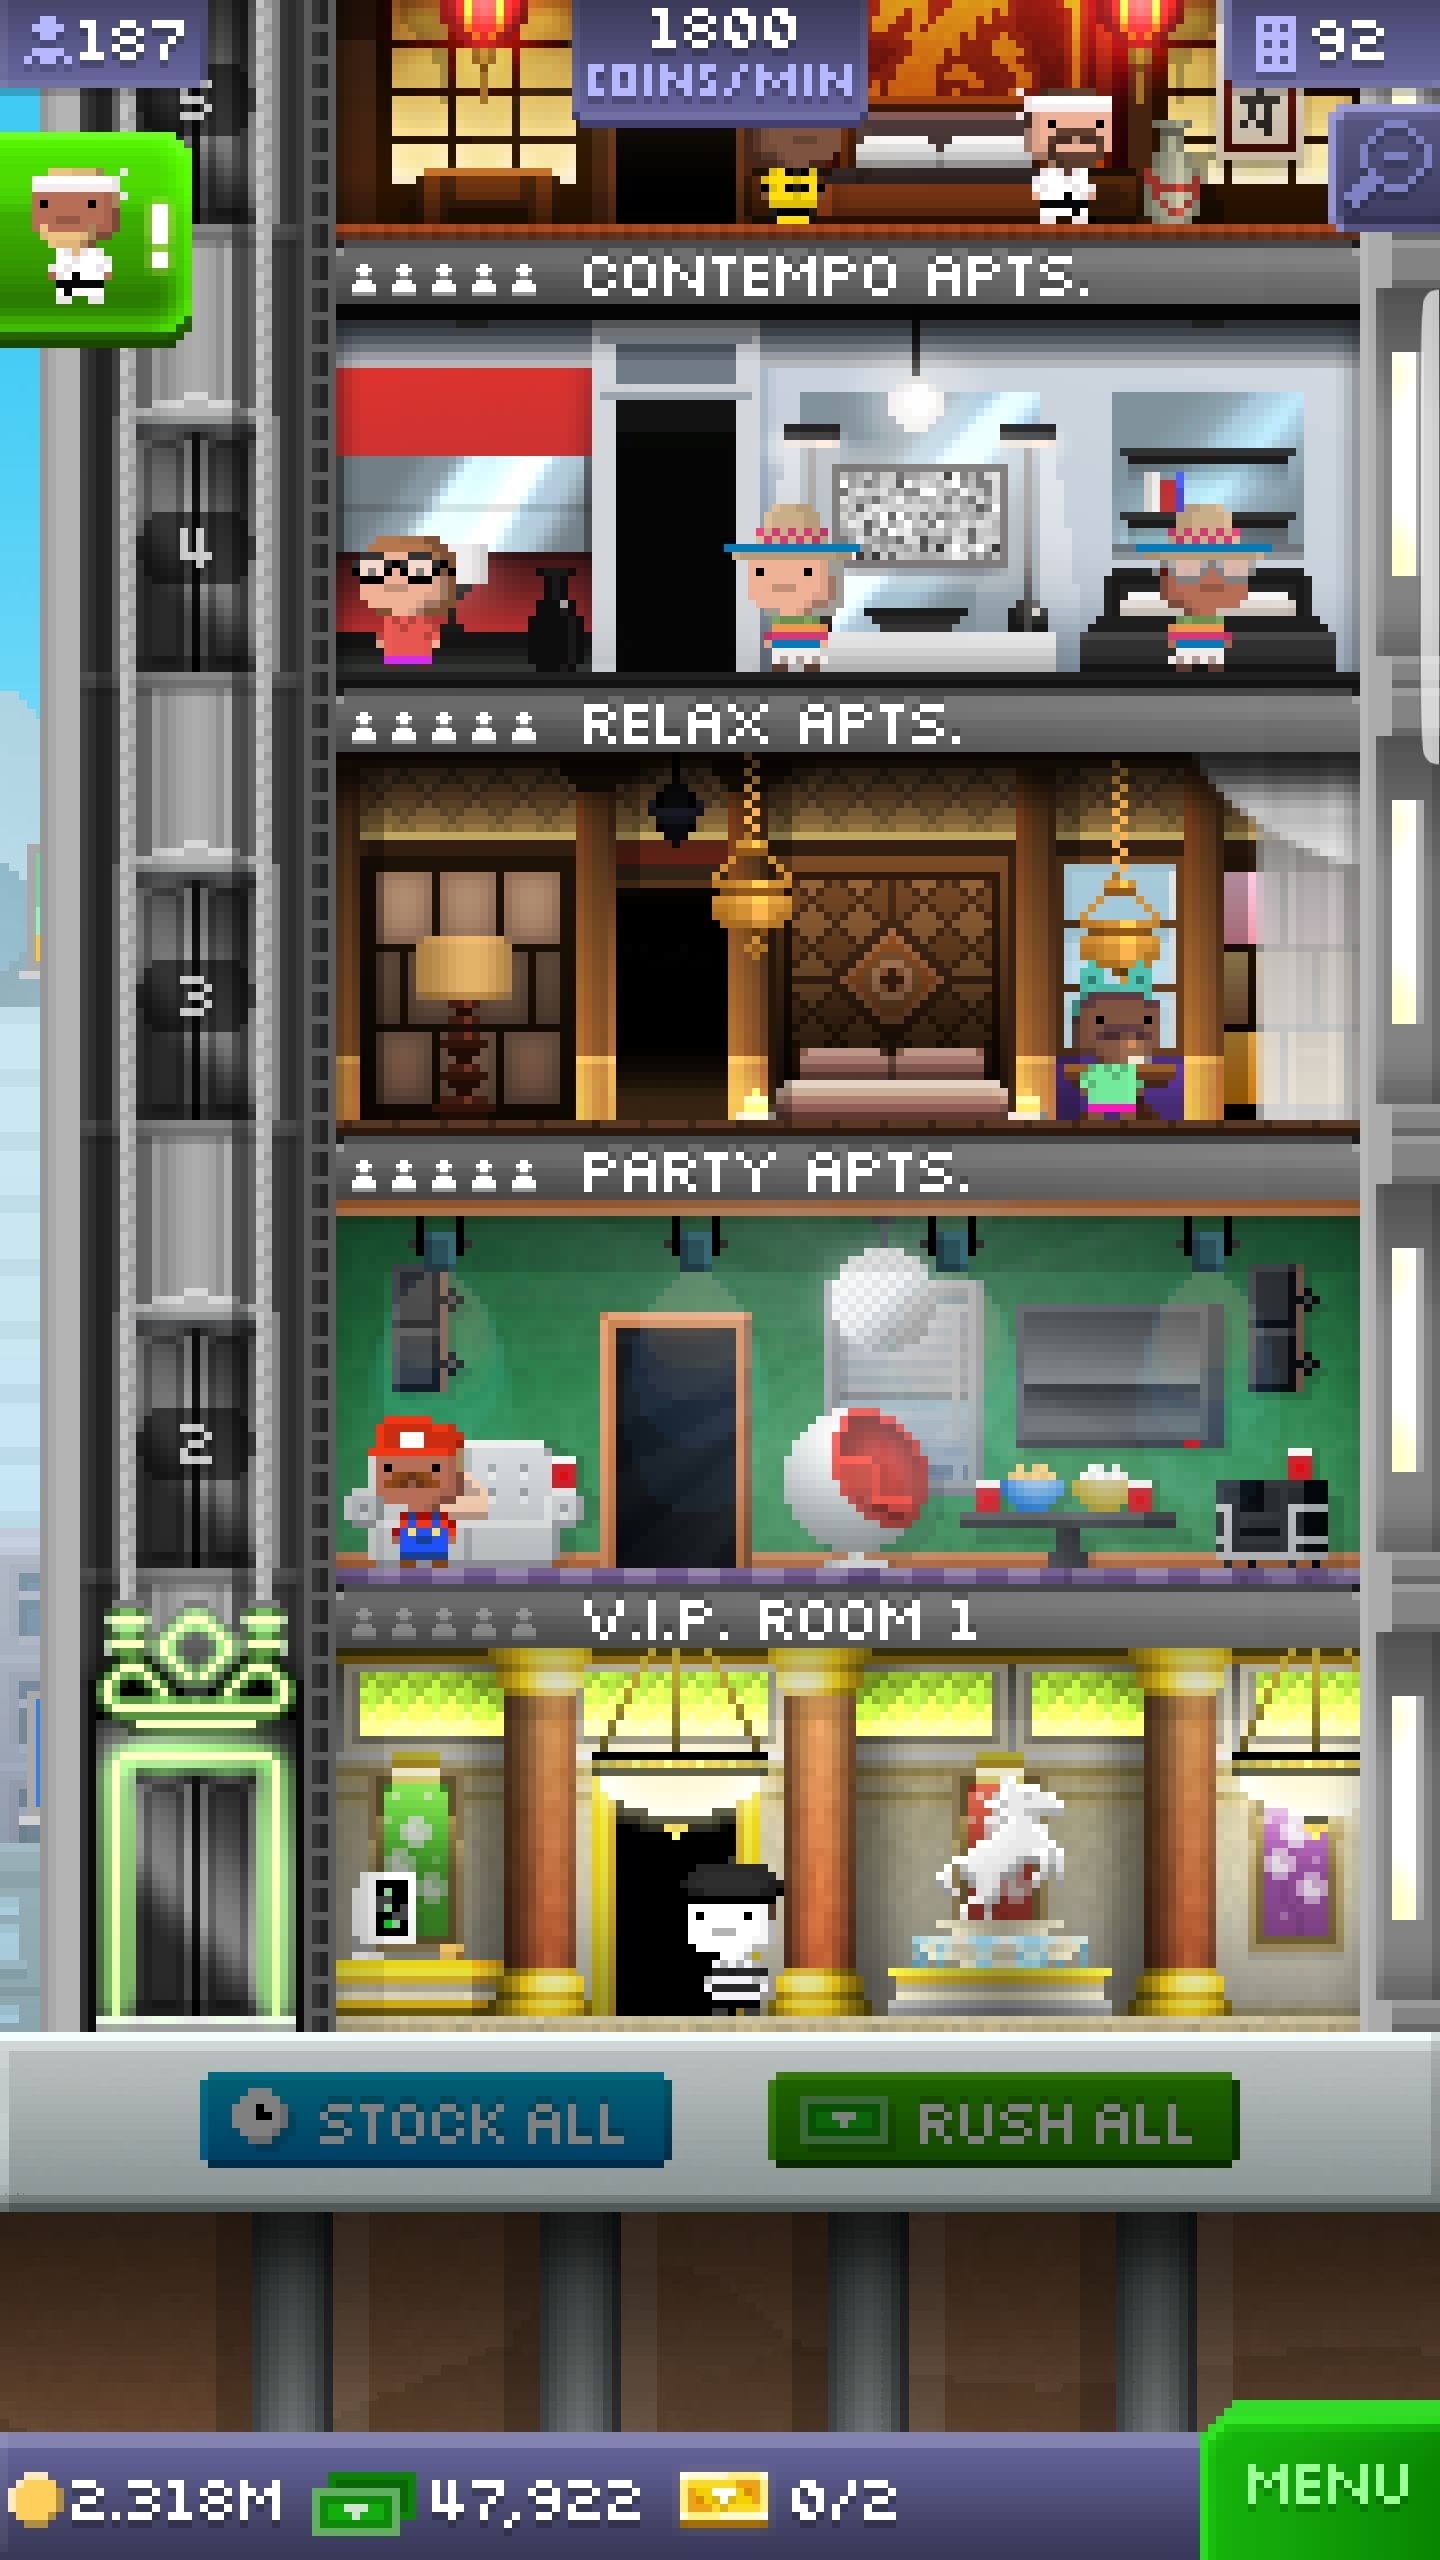 187
1800
COINS/MIN
92
5
!
CONTEMPO APTS.
4
RELAX APTS.
3
PARTY APTS.
2
V.I.P. ROOM 1
STOCK ALL
RUSH ALL
2.318M
47,922
0/2
MENU